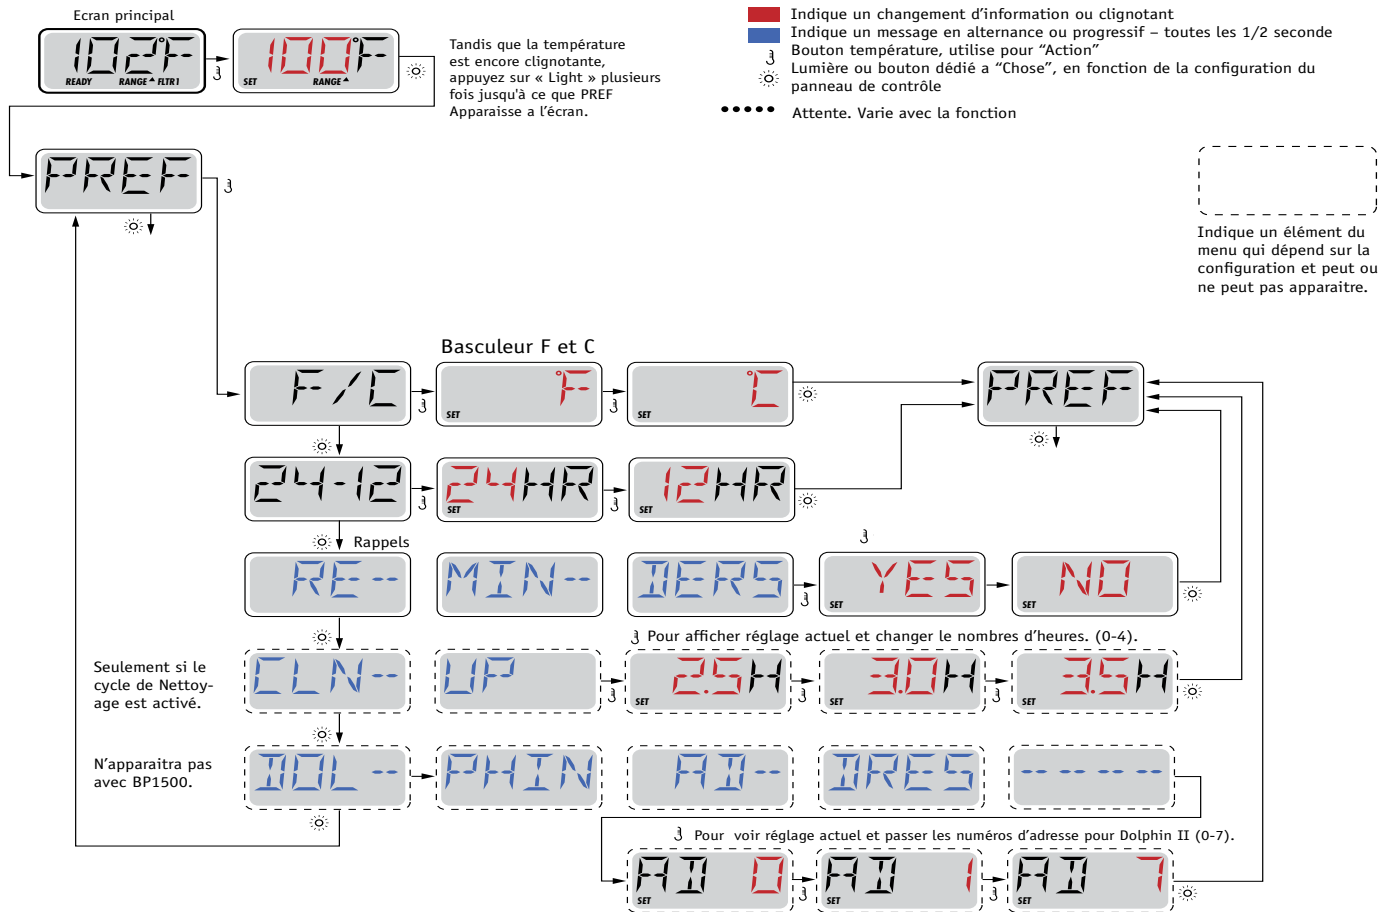 Ecran principal
102°F
READY RANGE FLTR1
100°F
SET RANGE
Tandis que la température
est encore clignotante,
appuyez sur « Light » plusieurs
fois jusqu'à ce que PREF
Apparaisse a l'écran.
Indique un changement d'information ou clignotant
Indique un message en alternance ou progressif – toutes les 1/2 seconde
Bouton température, utilise pour "Action"
Lumière ou bouton dédié a "Chose", en fonction de la configuration du
panneau de contrôle
Attente. Varie avec la fonction
Indique un élément du
menu qui dépend sur la
configuration et peut ou
ne peut pas apparaitre.
PREF
Basculeur F et C
F/C
°F
SET
°C
SET
PREF
24-12
24HR
SET
12HR
SET
Rappels
RE--
MIN--
DERS
YES
SET
NO
SET
Pour afficher réglage actuel et changer le nombres d'heures. (0-4).
Seulement si le
cycle de Nettoy-
age est activé.
CLN--
UP
2.5H
SET
3.0H
SET
3.5H
SET
N'apparaitra pas
avec BP1500.
DOL--
PHIN
AD--
DRES
-- -- -- --
Pour voir réglage actuel et passer les numéros d'adresse pour Dolphin II (0-7).
AD 0
SET
AD 1
SET
AD 7
SET